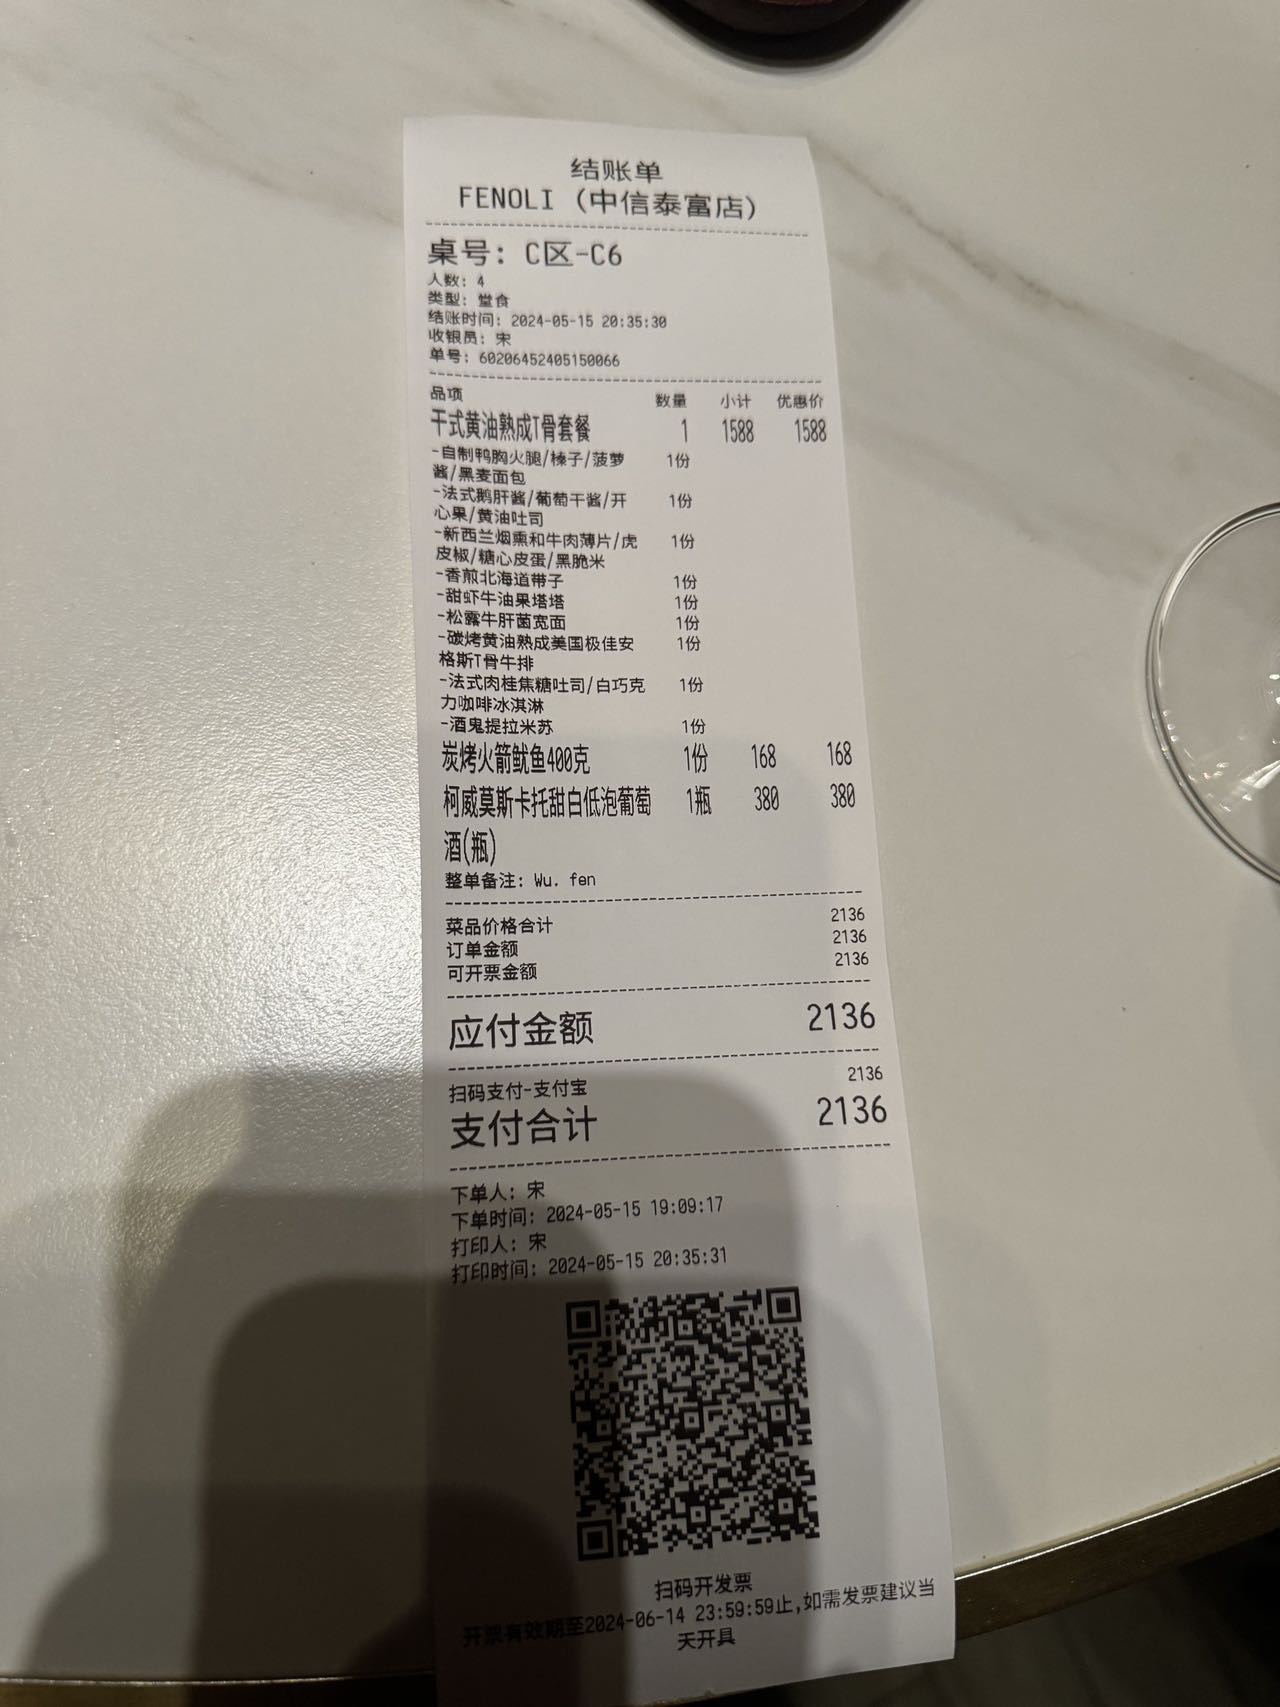 结账单
FENOLI (中信泰富店)
桌号: C区-C6
人数: 4
类型: 堂食
结账时间: 2024-05-15 20:35:30
收银员: 宋
单号: 60206452405150066
品项 数量 小计 优惠价
干式黄油熟成T骨套餐 1 1588 1588
-自制鸭胸火腿/榛子/菠萝 1份
酱/黑麦面包
-法式鹅肝酱/葡萄干酱/开 1份
心果/黄油吐司
-新西兰烟熏和牛肉薄片/虎 1份
皮椒/糖心皮蛋/黑脆米
-香煎北海道带子 1份
-甜虾牛油果塔塔 1份
-松露牛肝菌宽面 1份
-碳烤黄油熟成美国极佳安 1份
格斯T骨牛排
-法式肉桂焦糖吐司/白巧克 1份
力咖啡冰淇淋
-酒鬼提拉米苏 1份
炭烤火箭鱿鱼400克 1份 168 168
柯威莫斯卡托甜白低泡葡萄 1瓶 380 380
酒(瓶)
整单备注: Wu. fen
菜品价格合计 2136
订单金额 2136
可开票金额 2136
应付金额 2136
扫码支付-支付宝 2136
支付合计 2136
下单人: 宋
下单时间: 2024-05-15 19:09:17
打印人: 宋
打印时间: 2024-05-15 20:35:31
扫码开发票
开票有效期至2024-06-14 23:59:59止,如需发票建议当
天开具